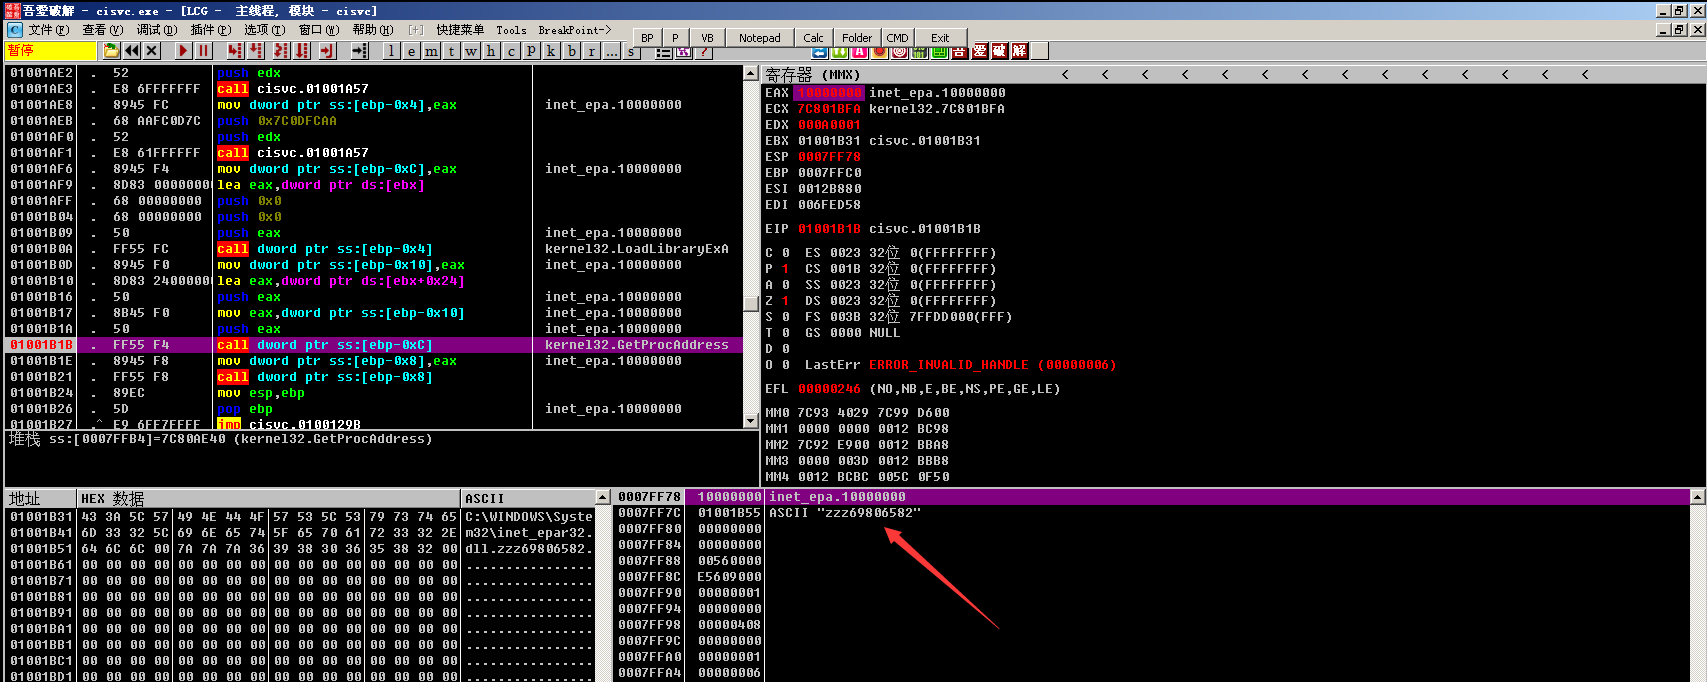 吾爱破解 - cisvc.exe - [LCG - 主线程, 模块 - cisvc]
文件(F) 查看(V) 调试(D) 插件(P) 选项(T) 窗口(W) 帮助(H) [+] 快捷菜单 Tools BreakPoint->
BP P VB Notepad Calc Folder CMD Exit
暂停 l e m t w h c P k b r ... s ? 吾 爱 破 解
01001AE2 . 52 push edx
01001AE3 . E8 6FFFFFFF call cisvc.01001A57
01001AE8 . 8945 FC mov dword ptr ss:[ebp-0x4],eax inet_epa.10000000
01001AEB . 68 AAFC0D7C push 0x7C0DFCAA
01001AF0 . 52 push edx
01001AF1 . E8 61FFFFFF call cisvc.01001A57
01001AF6 . 8945 F4 mov dword ptr ss:[ebp-0xC],eax inet_epa.10000000
01001AF9 . 8D83 00000000 lea eax,dword ptr ds:[ebx]
01001AFF . 68 00000000 push 0x0
01001B04 . 68 00000000 push 0x0
01001B09 . 50 push eax inet_epa.10000000
01001B0A . FF55 FC call dword ptr ss:[ebp-0x4] kernel32.LoadLibraryExA
01001B0D . 8945 F0 mov dword ptr ss:[ebp-0x10],eax inet_epa.10000000
01001B10 . 8D83 24000000 lea eax,dword ptr ds:[ebx+0x24]
01001B16 . 50 push eax inet_epa.10000000
01001B17 . 8B45 F0 mov eax,dword ptr ss:[ebp-0x10] inet_epa.10000000
01001B1A . 50 push eax inet_epa.10000000
01001B1B . FF55 F4 call dword ptr ss:[ebp-0xC] kernel32.GetProcAddress
01001B1E . 8945 F8 mov dword ptr ss:[ebp-0x8],eax inet_epa.10000000
01001B21 . FF55 F8 call dword ptr ss:[ebp-0x8]
01001B24 . 89EC mov esp,ebp
01001B26 . 5D pop ebp inet_epa.10000000
01001B27 .^ E9 6FF7FFFF jmp cisvc.0100129B
堆栈 ss:[0007FFB4]=7C80AE40 (kernel32.GetProcAddress)
寄存器 (MMX) < < < < < < < < < < < < < <
EAX 10000000 inet_epa.10000000
ECX 7C801BFA kernel32.7C801BFA
EDX 000A0001
EBX 01001B31 cisvc.01001B31
ESP 0007FF78
EBP 0007FFC0
ESI 0012B880
EDI 006FED58
EIP 01001B1B cisvc.01001B1B
C 0 ES 0023 32位 0(FFFFFFFF)
P 1 CS 001B 32位 0(FFFFFFFF)
A 0 SS 0023 32位 0(FFFFFFFF)
Z 1 DS 0023 32位 0(FFFFFFFF)
S 0 FS 003B 32位 7FFDD000(FFF)
T 0 GS 0000 NULL
D 0
O 0 LastErr ERROR_INVALID_HANDLE (00000006)
EFL 00000246 (NO,NB,E,BE,NS,PE,GE,LE)
MM0 7C93 4029 7C99 D600
MM1 0000 0000 0012 BC98
MM2 7C92 E900 0012 BBA8
MM3 0000 003D 0012 BBB8
MM4 0012 BCBC 005C 0F50
地址 HEX 数据 ASCII
01001B31 43 3A 5C 57 49 4E 44 4F 57 53 5C 53 79 73 74 65 C:\WINDOWS\Syste
01001B41 6D 33 32 5C 69 6E 65 74 5F 65 70 61 72 33 32 2E m32\inet_epar32.
01001B51 64 6C 6C 00 7A 7A 7A 36 39 38 30 36 35 38 32 00 dll.zzz69806582.
01001B61 00 00 00 00 00 00 00 00 00 00 00 00 00 00 00 00 ................
01001B71 00 00 00 00 00 00 00 00 00 00 00 00 00 00 00 00 ................
01001B81 00 00 00 00 00 00 00 00 00 00 00 00 00 00 00 00 ................
01001B91 00 00 00 00 00 00 00 00 00 00 00 00 00 00 00 00 ................
01001BA1 00 00 00 00 00 00 00 00 00 00 00 00 00 00 00 00 ................
01001BB1 00 00 00 00 00 00 00 00 00 00 00 00 00 00 00 00 ................
01001BC1 00 00 00 00 00 00 00 00 00 00 00 00 00 00 00 00 ................
01001BD1 00 00 00 00 00 00 00 00 00 00 00 00 00 00 00 00 ................
0007FF78 10000000 inet_epa.10000000
0007FF7C 01001B55 ASCII "zzz69806582"
0007FF80 00000000
0007FF84 00000000
0007FF88 00560000
0007FF8C E5609000
0007FF90 00000001
0007FF94 00000000
0007FF98 00000408
0007FF9C 00000000
0007FFA0 00000001
0007FFA4 00000006